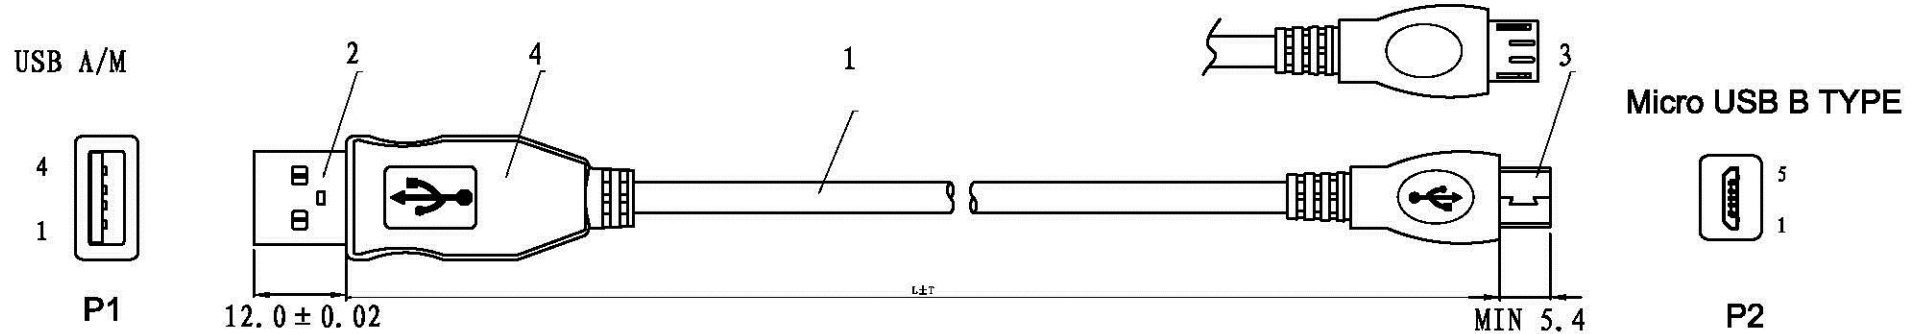 USB A/M
2
4
1
3
Micro USB B TYPE
4
1
5
1
P1
12.0±0.02
L±T
MIN 5.4
P2